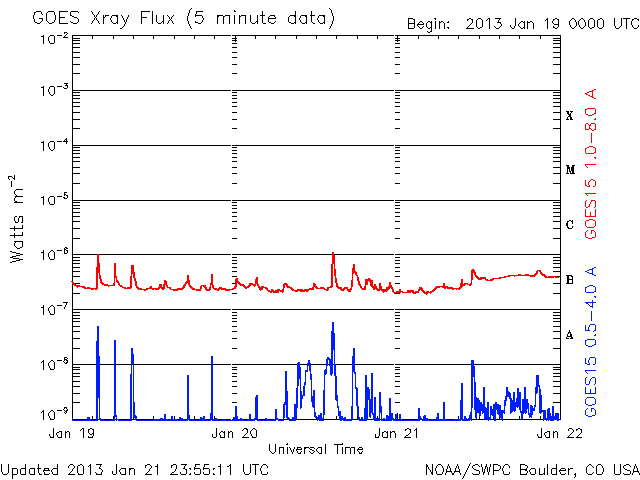 GOES Xray Flux (5 minute data)
Begin: 2013 Jan 19 0000 UTC
10⁻²
10⁻³
10⁻⁴
10⁻⁵
10⁻⁶
10⁻⁷
10⁻⁸
10⁻⁹
Watts m⁻²
X
M
C
B
A
GOES15 1.0-8.0 A
GOES15 0.5-4.0 A
Jan 19
Jan 20
Jan 21
Jan 22
Universal Time
Updated 2013 Jan 21 23:55:11 UTC
NOAA/SWPC Boulder, CO USA